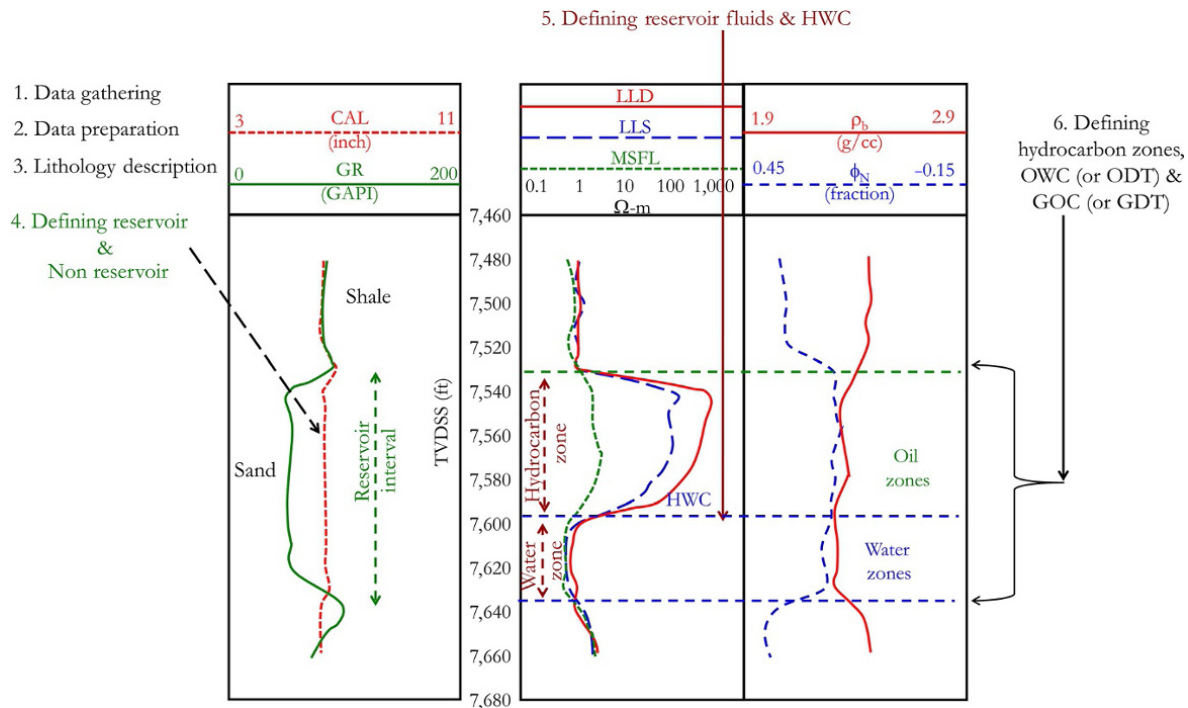 5. Defining reservoir fluids & HWC
1. Data gathering
2. Data preparation
3. Lithology description
4. Defining reservoir
&
Non reservoir
3 CAL 11
(inch)
0 GR 200
(GAPI)
LLD
LLS
MSFL
0.1 1 10 100 1,000
Ω-m
1.9 ρb 2.9
(g/cc)
0.45 ϕN –0.15
(fraction)
6. Defining
hydrocarbon zones,
OWC (or ODT) &
GOC (or GDT)
7,460
7,480
7,500
7,520
7,540
7,560
7,580
7,600
7,620
7,640
7,660
7,680
TVDSS (ft)
Shale
Sand
Reservoir
interval
Hydrocarbon
zone
Water
zone
HWC
Oil
zones
Water
zones